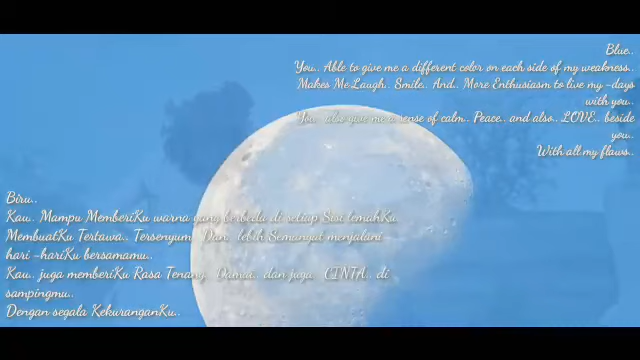 Blue..
You.. Able to give me a different color on each side of my weakness..
Makes Me Laugh.. Smile.. And.. More Enthusiasn to live my -days
with you..
You.. also give me a sense of calm.. Peace.. and also.. LOVE.. beside
you..
With all my flaws..
Biru..
Kau.. Mampu MemberiKu warna yang berbeda di setiap Sisi lemahKu..
MembuatKu Tertawa.. Tersenyum.. Dan.. lebih Semangat menjalani
hari -hariKu bersamamu..
Kau.. juga memberiKu Rasa Tenang.. Damai.. dan juga.. CINTA.. di
sampingmu..
Dengan segala KekuranganKu..